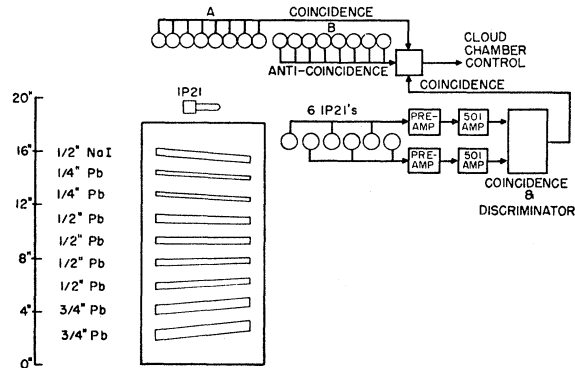 A
COINCIDENCE
B
ANTI-COINCIDENCE
CLOUD
CHAMBER
CONTROL
COINCIDENCE
1P21
6 1P21's
PRE-
AMP
501
AMP
PRE-
AMP
501
AMP
COINCIDENCE
&
DISCRIMINATOR
20"
16"
12"
8"
4"
0"
1/2" NaI
1/4" Pb
1/4" Pb
1/2" Pb
1/2" Pb
1/2" Pb
1/2" Pb
3/4" Pb
3/4" Pb